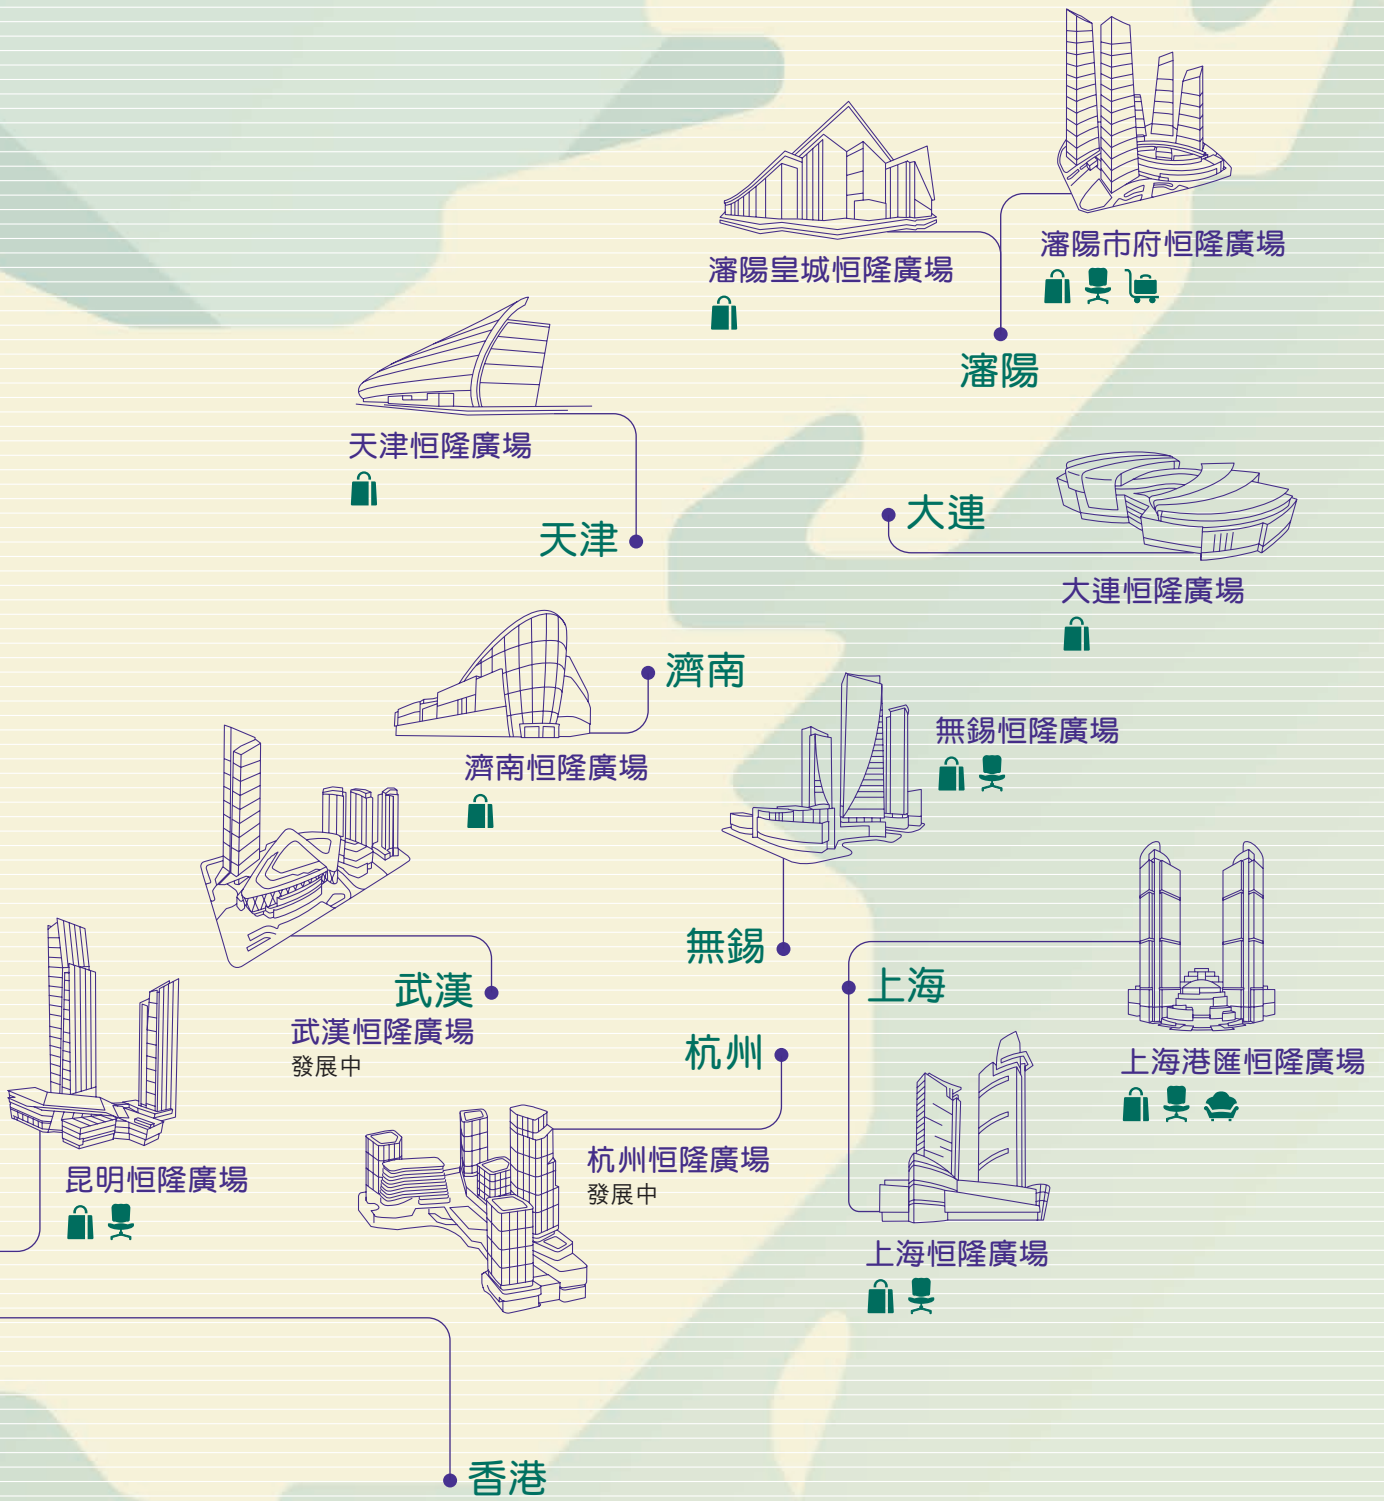 瀋陽市府恒隆廣場
瀋陽皇城恒隆廣場
瀋陽
天津恒隆廣場
天津
大連
大連恒隆廣場
濟南
濟南恒隆廣場
無錫恒隆廣場
無錫
武漢
武漢恒隆廣場
發展中
上海
上海港匯恒隆廣場
杭州
杭州恒隆廣場
發展中
昆明恒隆廣場
上海恒隆廣場
香港